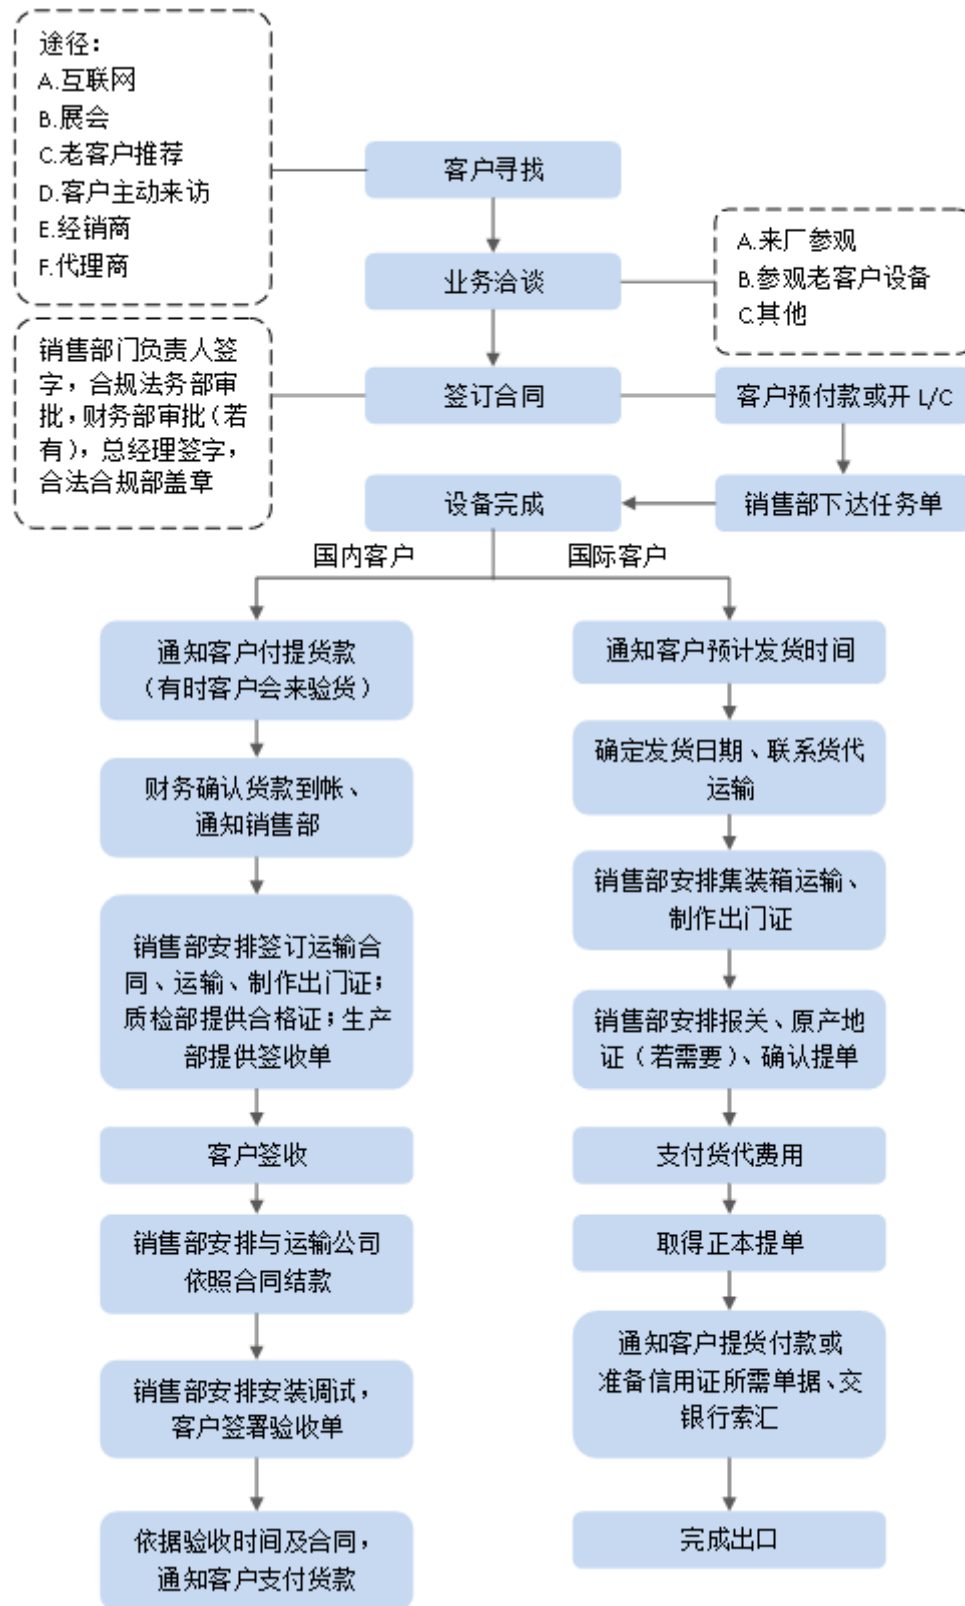 途径：
A.互联网
B.展会
C.老客户推荐
D.客户主动来访
E.经销商
F.代理商
客户寻找
业务洽谈
A.来厂参观
B.参观老客户设备
C.其他
销售部门负责人签
字，合规法务部审
批，财务部审批（若
有），总经理签字，
合法合规部盖章
签订合同
客户预付款或开 L/C
设备完成
销售部下达任务单
国内客户
国际客户
通知客户付提货款
（有时客户会来验货）
财务确认货款到帐、
通知销售部
销售部安排签订运输合
同、运输、制作出门证；
质检部提供合格证；生产
部提供签收单
客户签收
销售部安排与运输公司
依照合同结款
销售部安排安装调试，
客户签署验收单
依据验收时间及合同，
通知客户支付货款
通知客户预计发货时间
确定发货日期、联系货代
运输
销售部安排集装箱运输、
制作出门证
销售部安排报关、原产地
证（若需要）、确认提单
支付货代费用
取得正本提单
通知客户提货付款或
准备信用证所需单据、交
银行索汇
完成出口